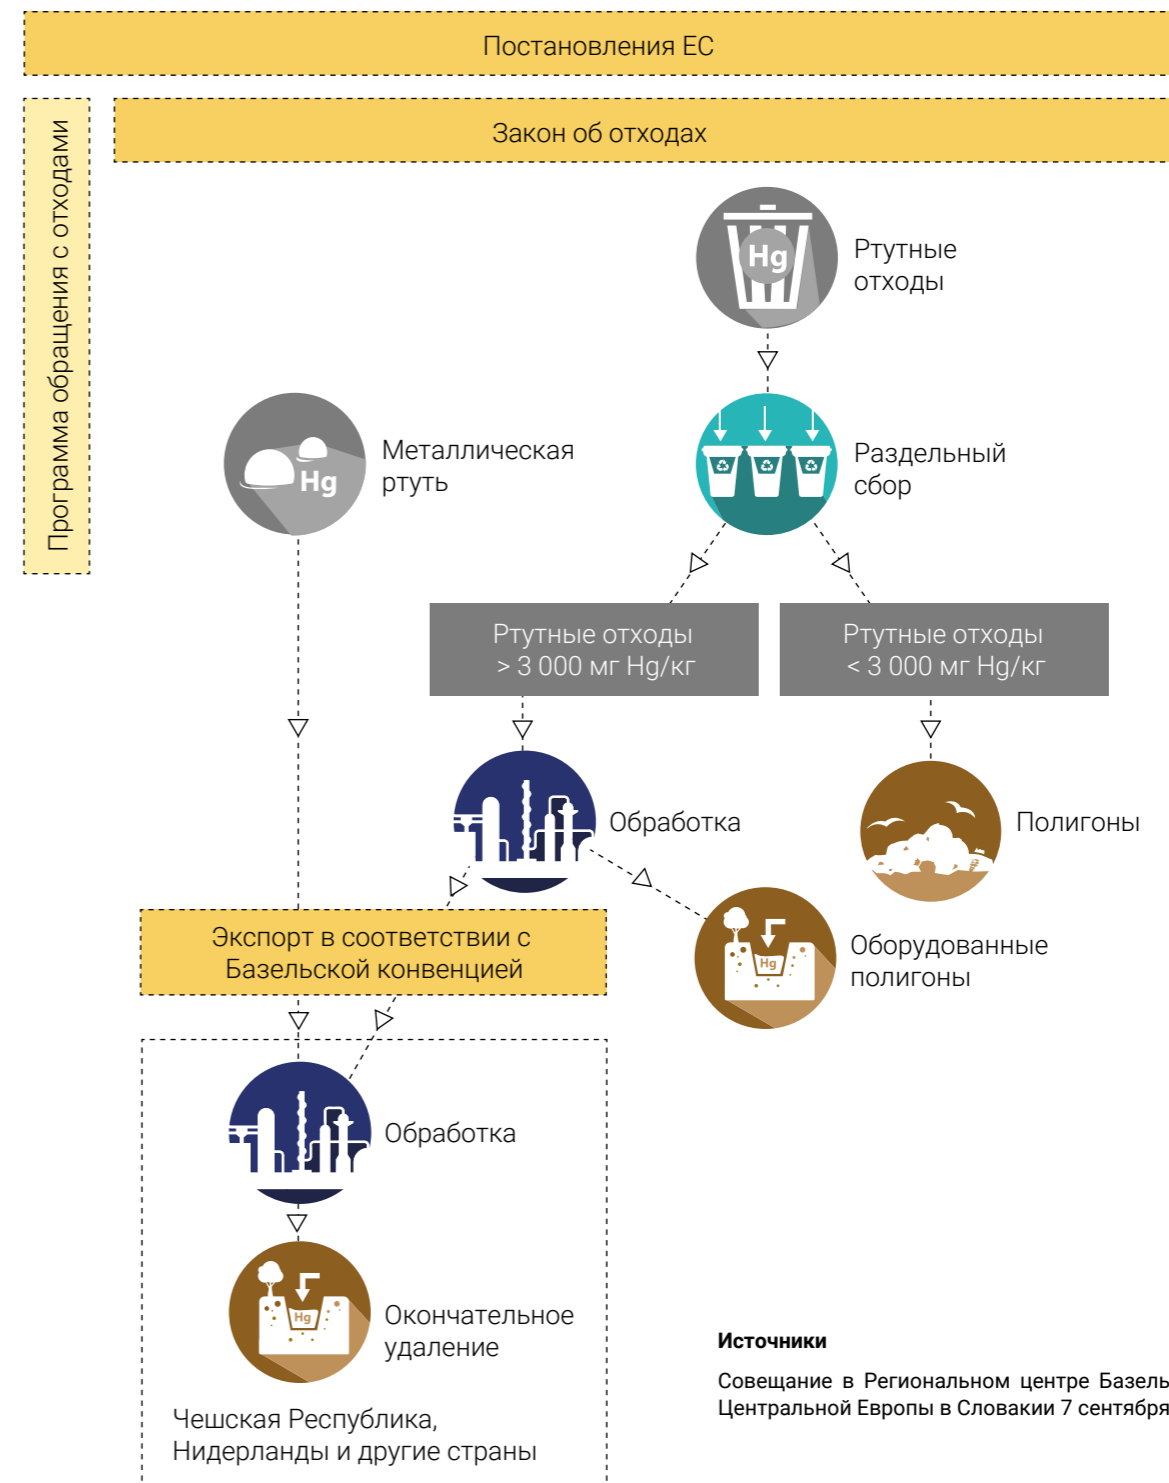 Постановления ЕС
Программа обращения с отходами
Закон об отходах
Hg
Ртутные
отходы
Hg
Металлическая
ртуть
Раздельный
сбор
Ртутные отходы
> 3 000 мг Hg/кг
Ртутные отходы
< 3 000 мг Hg/кг
Обработка
Полигоны
Экспорт в соответствии с
Базельской конвенцией
Hg
Оборудованные
полигоны
Обработка
Hg
Окончательное
удаление
Чешская Республика,
Нидерланды и другие страны
Источники
Совещание в Региональном центре Базель
Центральной Европы в Словакии 7 сентября